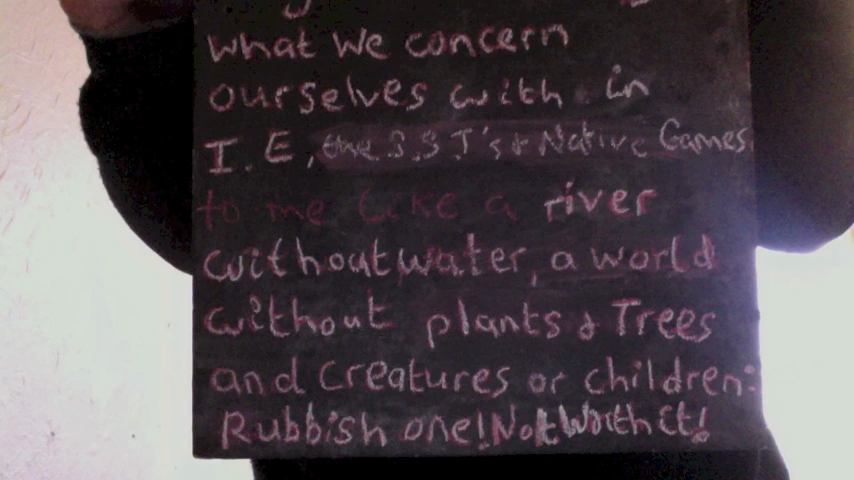 what we concern
ourselves with in
I.E, the S.S.J's & Native Games
to me like a river
without water, a world
without plants & Trees
and creatures or children:
Rubbish one! Not Worth it!